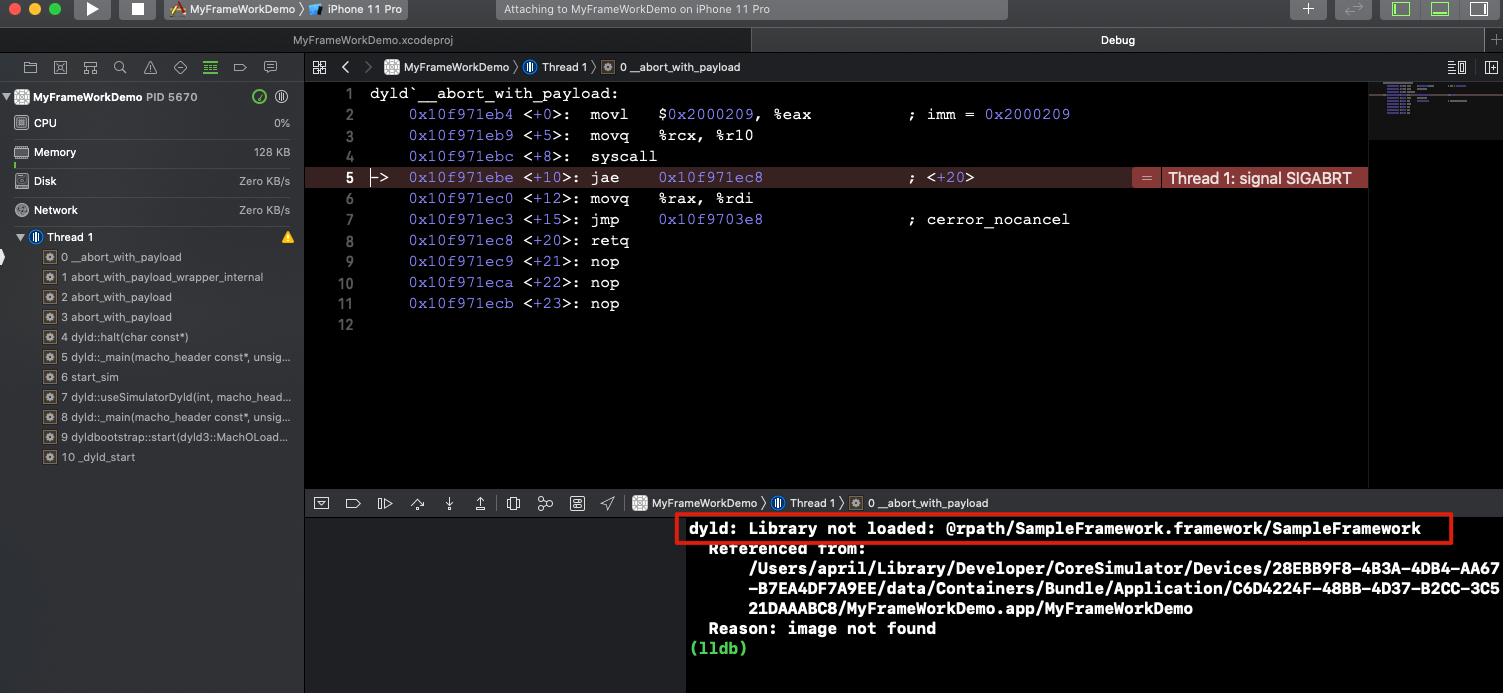 MyFrameWorkDemo › iPhone 11 Pro
Attaching to MyFrameWorkDemo on iPhone 11 Pro
MyFrameWorkDemo.xcodeproj
Debug
MyFrameWorkDemo PID 5670
CPU 0%
Memory 128 KB
Disk Zero KB/s
Network Zero KB/s
Thread 1
0 __abort_with_payload
1 abort_with_payload_wrapper_internal
2 abort_with_payload
3 abort_with_payload
4 dyld::halt(char const*)
5 dyld::_main(macho_header const*, unsig...
6 start_sim
7 dyld::useSimulatorDyld(int, macho_head...
8 dyld::_main(macho_header const*, unsig...
9 dyldbootstrap::start(dyld3::MachOLoad...
10 _dyld_start
MyFrameWorkDemo › Thread 1 › 0 __abort_with_payload
1 dyld`__abort_with_payload:
2 0x10f971eb4 <+0>: movl $0x2000209, %eax ; imm = 0x2000209
3 0x10f971eb9 <+5>: movq %rcx, %r10
4 0x10f971ebc <+8>: syscall
5 -> 0x10f971ebe <+10>: jae 0x10f971ec8 ; <+20> = Thread 1: signal SIGABRT
6 0x10f971ec0 <+12>: movq %rax, %rdi
7 0x10f971ec3 <+15>: jmp 0x10f9703e8 ; cerror_nocancel
8 0x10f971ec8 <+20>: retq
9 0x10f971ec9 <+21>: nop
10 0x10f971eca <+22>: nop
11 0x10f971ecb <+23>: nop
12
MyFrameWorkDemo › Thread 1 › 0 __abort_with_payload
dyld: Library not loaded: @rpath/SampleFramework.framework/SampleFramework
Referenced from:
/Users/april/Library/Developer/CoreSimulator/Devices/28EBB9F8-4B3A-4DB4-AA67
-B7EA4DF7A9EE/data/Containers/Bundle/Application/C6D4224F-48BB-4D37-B2CC-3C5
21DAAABC8/MyFrameWorkDemo.app/MyFrameWorkDemo
Reason: image not found
(lldb)